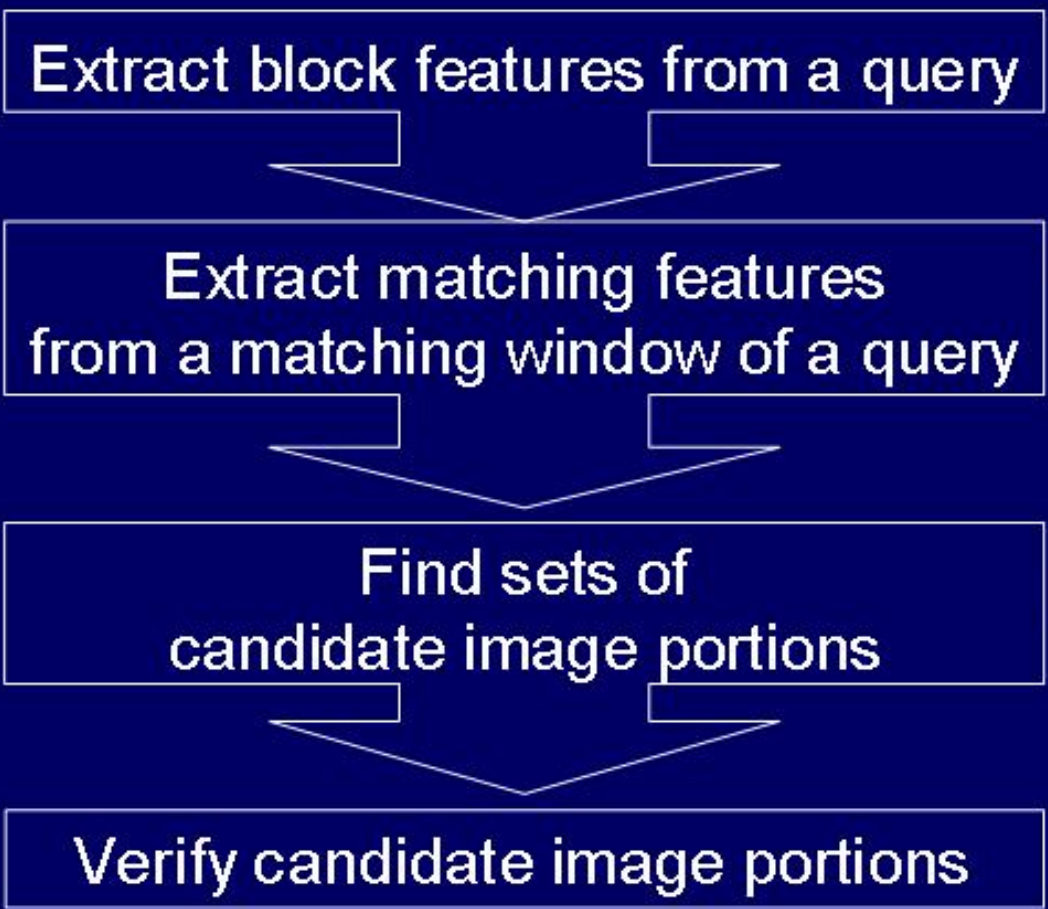 Extract block features from a query
Extract matching features
from a matching window of a query
Find sets of
candidate image portions
Verify candidate image portions